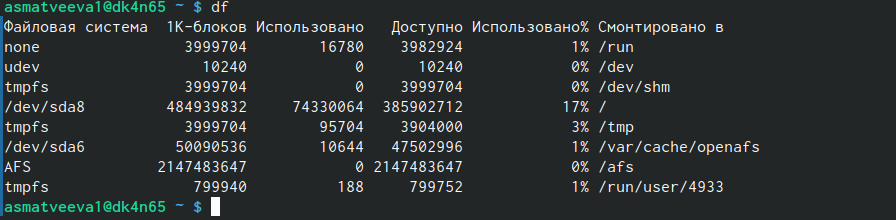 asmatveeva1@dk4n65 ~ $ df
Файловая система 1K-блоков Использовано Доступно Использовано% Смонтировано в
none 3999704 16780 3982924 1% /run
udev 10240 0 10240 0% /dev
tmpfs 3999704 0 3999704 0% /dev/shm
/dev/sda8 484939832 74330064 385902712 17% /
tmpfs 3999704 95704 3904000 3% /tmp
/dev/sda6 50090536 10644 47502996 1% /var/cache/openafs
AFS 2147483647 0 2147483647 0% /afs
tmpfs 799940 188 799752 1% /run/user/4933
asmatveeva1@dk4n65 ~ $